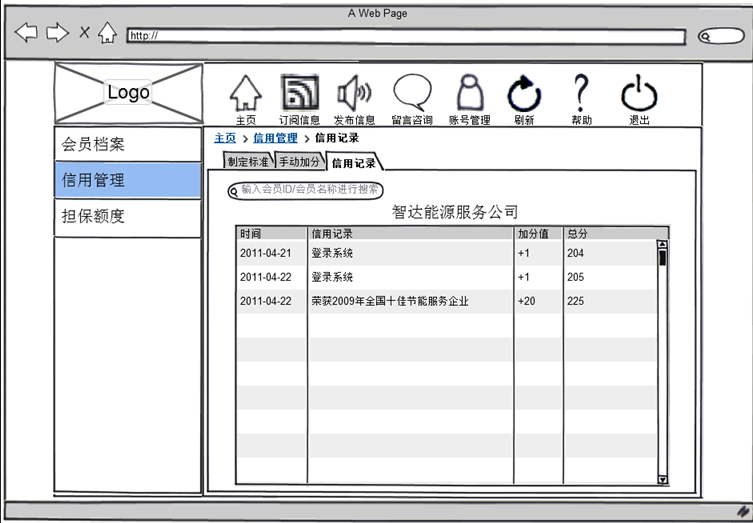 A Web Page
http://
Logo
主页 订阅信息 发布信息 留言咨询 账号管理 刷新 帮助 退出
会员档案
信用管理
担保额度
主页 > 信用管理 > 信用记录
制定标准 手动加分 信用记录
输入会员ID/会员名称进行搜索
智达能源服务公司
时间 信用记录 加分值 总分
2011-04-21 登录系统 +1 204
2011-04-22 登录系统 +1 205
2011-04-22 荣获2009年全国十佳节能服务企业 +20 225